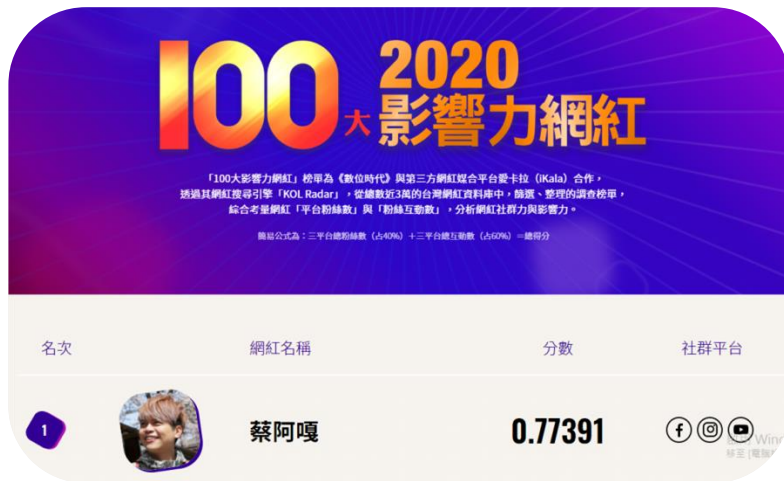 100大 2020
影響力網紅
「100大影響力網紅」榜單為《數位時代》與第三方網紅媒合平台愛卡拉（iKala）合作，
透過其網紅搜尋引擎「KOL Radar」，從總數近3萬的台灣網紅資料庫中，篩選、整理的調查榜單，
綜合考量網紅「平台粉絲數」與「粉絲互動數」，分析網紅社群力與影響力。
簡易公式為：三平台總粉絲數（占40%）＋三平台總互動數（占60%）＝總得分
名次 網紅名稱 分數 社群平台
1 蔡阿嘎 0.77391